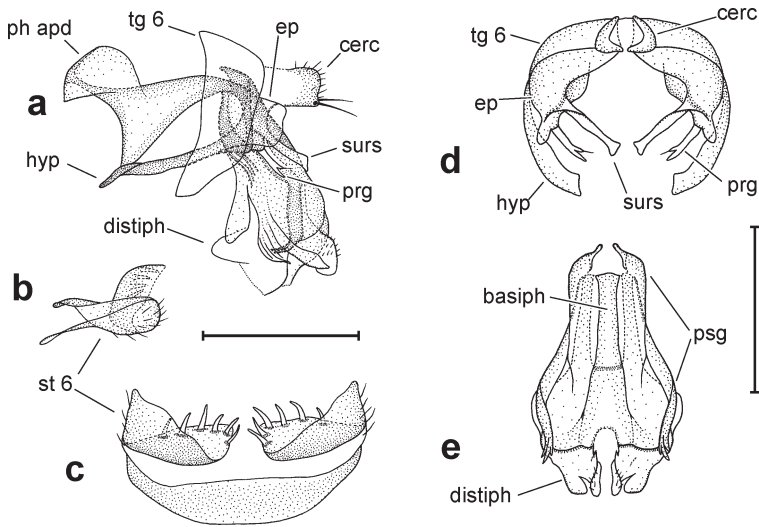 ph apd
tg 6
ep
cerc
a
hyp
surs
prg
distiph
b
st 6
c
tg 6
cerc
ep
d
hyp
surs
prg
basiph
psg
e
distiph